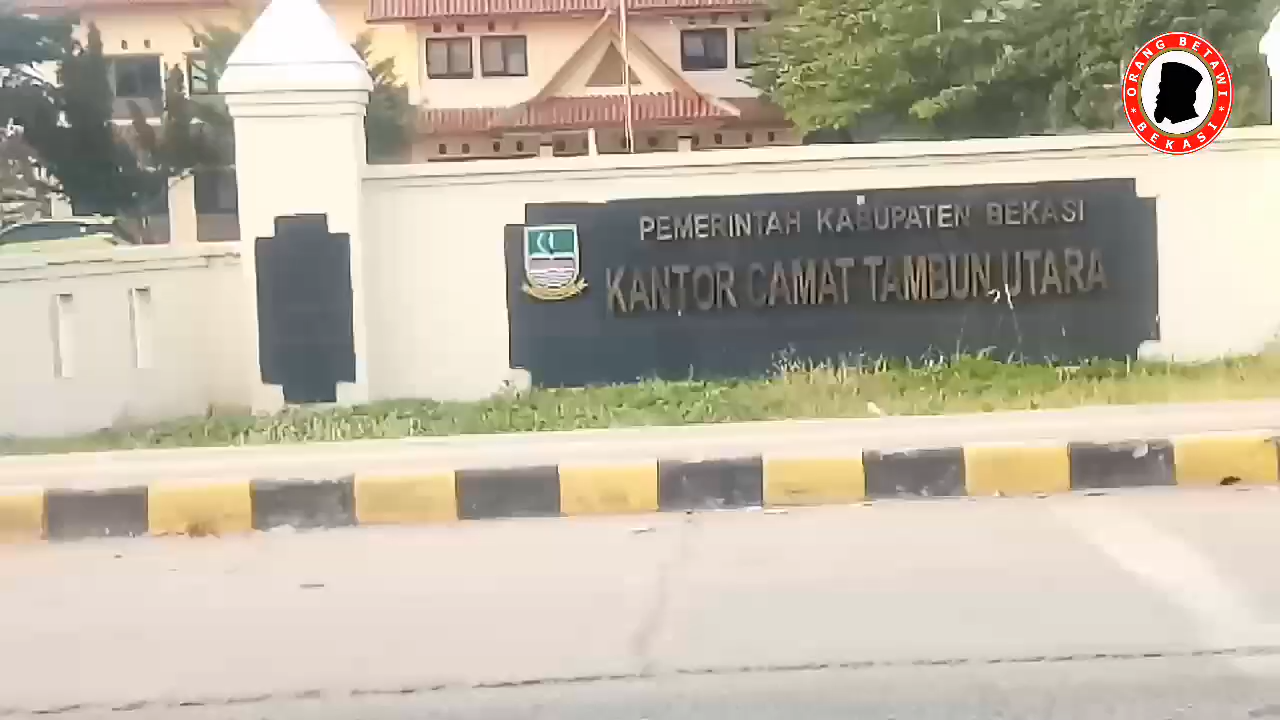 ORANG BETAWI
BEKASI
PEMERINTAH KABUPATEN BEKASI
KANTOR CAMAT TAMBUN UTARA